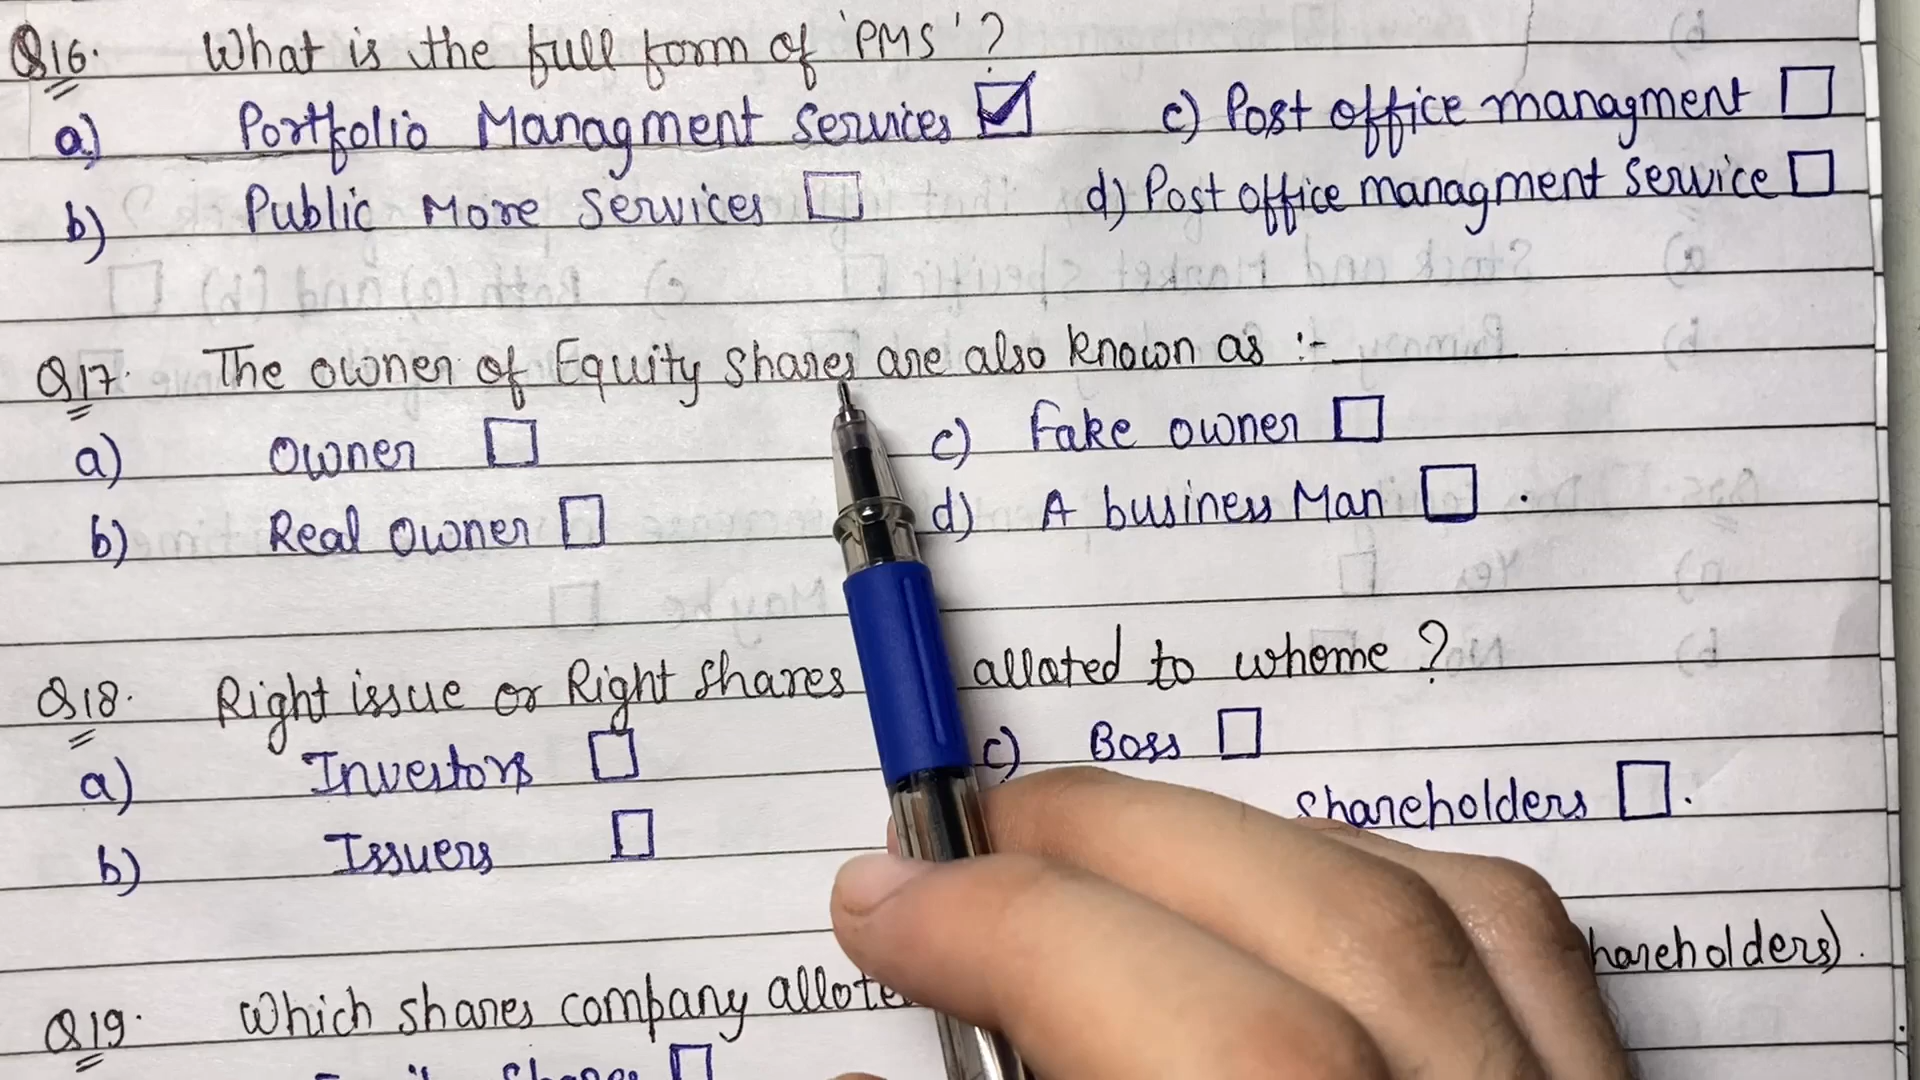 Q16. What is the full form of 'PMS'?
a) Portfolio Managment Services
c) Post office managment
b) Public More Services
d) Post office managment Service
Q17. The owner of Equity shares are also known as :-
a) Owner
c) Fake owner
b) Real Owner
d) A business Man
Q18. Right issue or Right shares allated to whome?
a) Investors
c) Boss
b) Issuers
shareholders
hareholders).
Q19. Which shares company allote
Shares